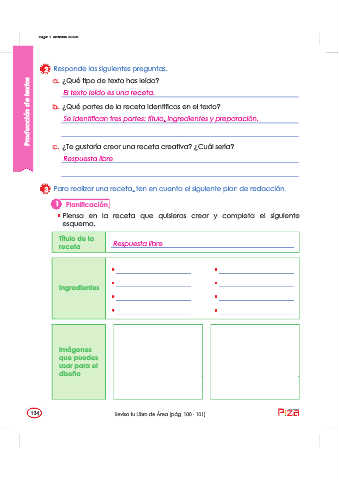 Producción de textos
2 Responde las siguientes preguntas.
a. ¿Qué tipo de texto has leído?
El texto leído es una receta.
b. ¿Qué partes de la receta identificas en el texto?
Se identifican tres partes: título, ingredientes y preparación.
c. ¿Te gustaría crear una receta creativa? ¿Cuál sería?
Respuesta libre
3 Para realizar una receta, ten en cuenta el siguiente plan de redacción.
1 Planificación
Piensa en la receta que quisieras crear y completa el siguiente
esquema.
Título de la
receta
Respuesta libre
Ingredientes
Imágenes
que puedes
usar para el
diseño
134
Revisa tu Libro de Área (pág. 100 - 101)